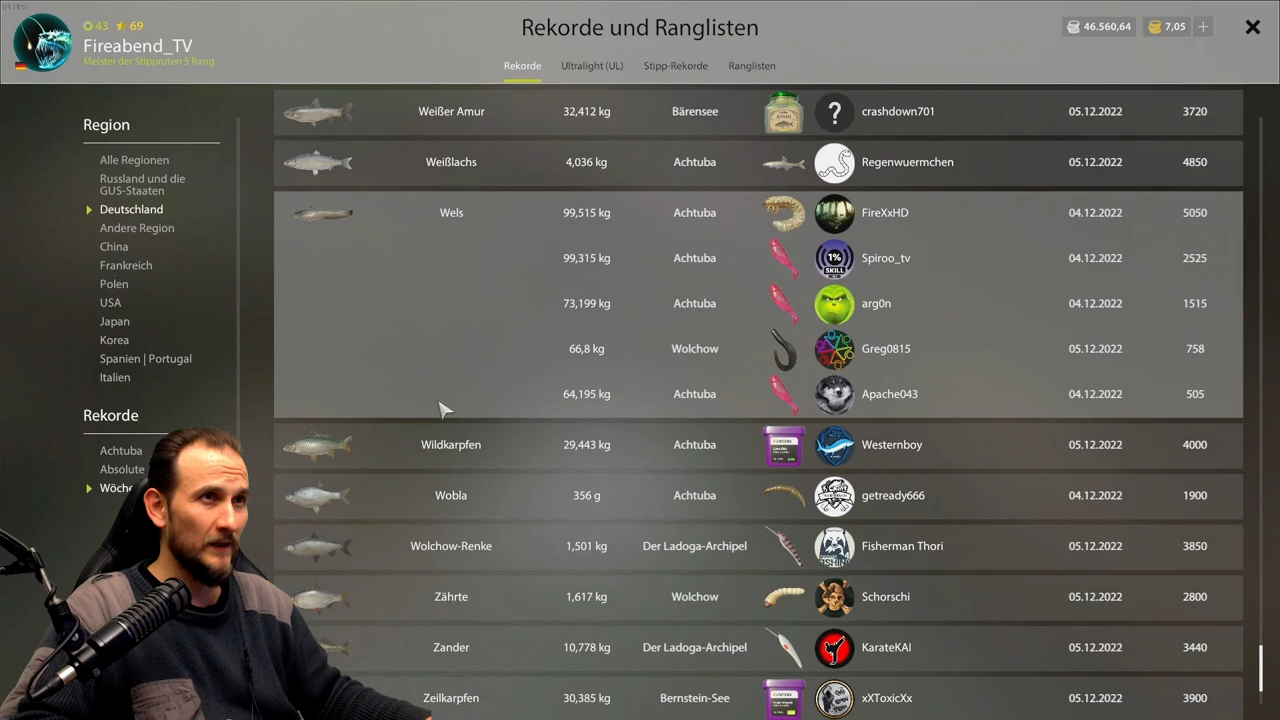 43 69
Fireabend_TV
Meister der Stippruten 5 Rang
Rekorde und Ranglisten
46.560,64
7,05
Rekorde Ultralight (UL) Stipp-Rekorde Ranglisten
Region
Alle Regionen
Russland und die
GUS-Staaten
Deutschland
Andere Region
China
Frankreich
Polen
USA
Japan
Korea
Spanien | Portugal
Italien
Rekorde
Achtuba
Absolute
Wöche
Weißer Amur 32,412 kg Bärensee ? crashdown701 05.12.2022 3720
Weißlachs 4,036 kg Achtuba Regenwuermchen 05.12.2022 4850
Wels 99,515 kg Achtuba FireXxHD 04.12.2022 5050
99,315 kg Achtuba 1% SKILL Spiroo_tv 04.12.2022 2525
73,199 kg Achtuba arg0n 04.12.2022 1515
66,8 kg Wolchow Greg0815 05.12.2022 758
64,195 kg Achtuba Apache043 04.12.2022 505
Wildkarpfen 29,443 kg Achtuba Westernboy 05.12.2022 4000
Wobla 356 g Achtuba getready666 04.12.2022 1900
Wolchow-Renke 1,501 kg Der Ladoga-Archipel FISHING Fisherman Thori 05.12.2022 3850
Zährte 1,617 kg Wolchow Schorschi 05.12.2022 2800
Zander 10,778 kg Der Ladoga-Archipel KarateKAI 05.12.2022 3440
Zeilkarpfen 30,385 kg Bernstein-See xXToxicXx 05.12.2022 3900